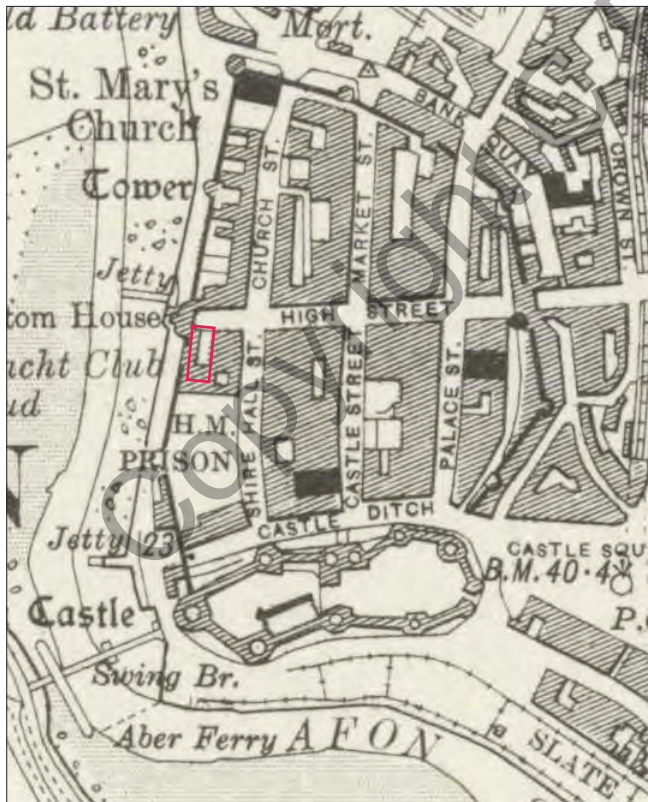 ld Battery
Mort.
St. Mary's
Church
Tower
BANK QUAY
CROWN ST.
CHURCH ST.
MARKET ST.
Jetty
tom House
HIGH STREET
acht Club
ud
H.M.
PRISON
SHIRE HALL ST.
CASTLE STREET
PALACE ST.
N
CASTLE DITCH
Jetty 23
CASTLE SQU
B.M. 40·4
Castle
P.
Swing Br.
Aber Ferry
AFON
SLATE
Copyright